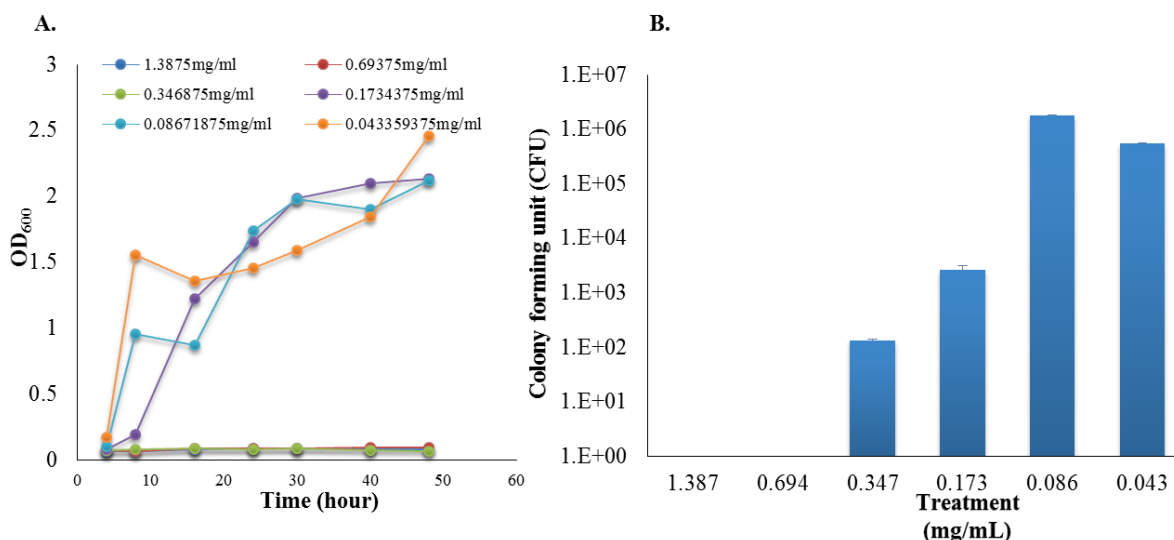 A.
3
2.5
2
1.5
1
0.5
0
OD600
1.3875mg/ml
0.69375mg/ml
0.346875mg/ml
0.1734375mg/ml
0.08671875mg/ml
0.043359375mg/ml
0 10 20 30 40 50 60
Time (hour)
B.
1.E+07
1.E+06
1.E+05
1.E+04
1.E+03
1.E+02
1.E+01
1.E+00
Colony forming unit (CFU)
1.387 0.694 0.347 0.173 0.086 0.043
Treatment
(mg/mL)